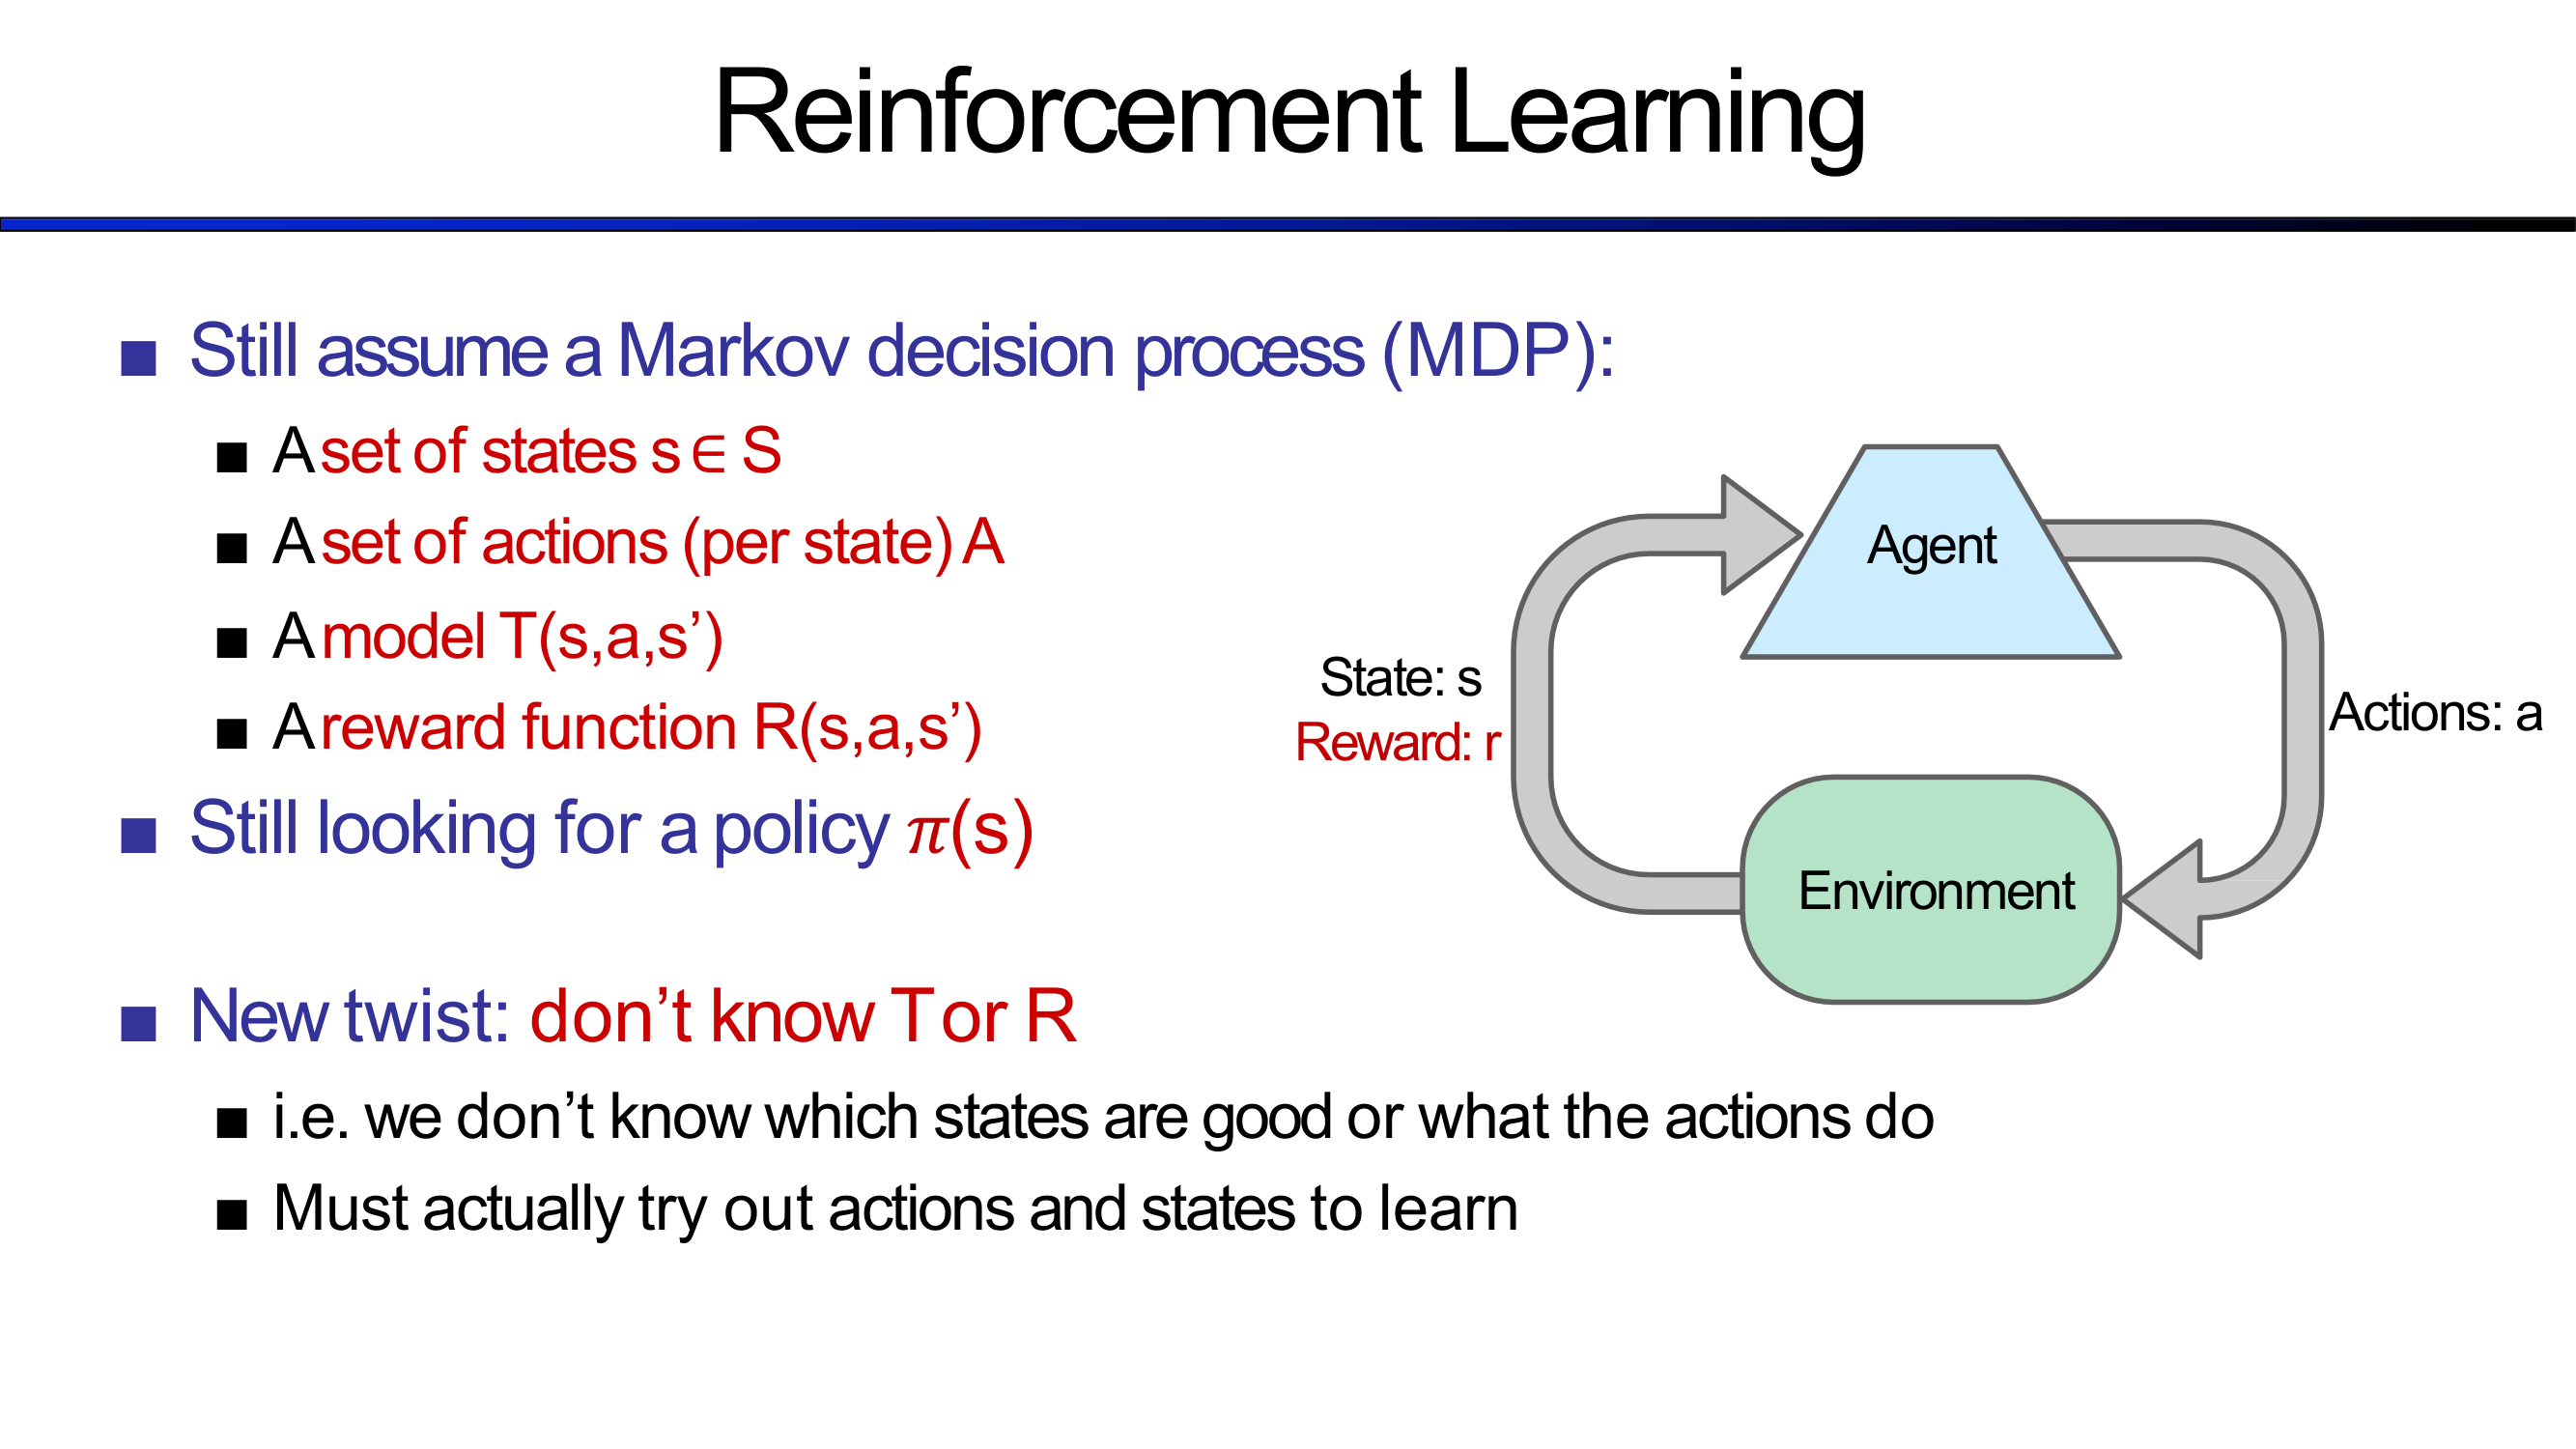 Reinforcement Learning
■ Still assume a Markov decision process (MDP):
■ A set of states s ∈ S
■ A set of actions (per state) A
■ A model T(s,a,s’)
■ A reward function R(s,a,s’)
■ Still looking for a policy π(s)
■ New twist: don’t know T or R
■ i.e. we don’t know which states are good or what the actions do
■ Must actually try out actions and states to learn
Agent
State: s
Reward: r
Actions: a
Environment